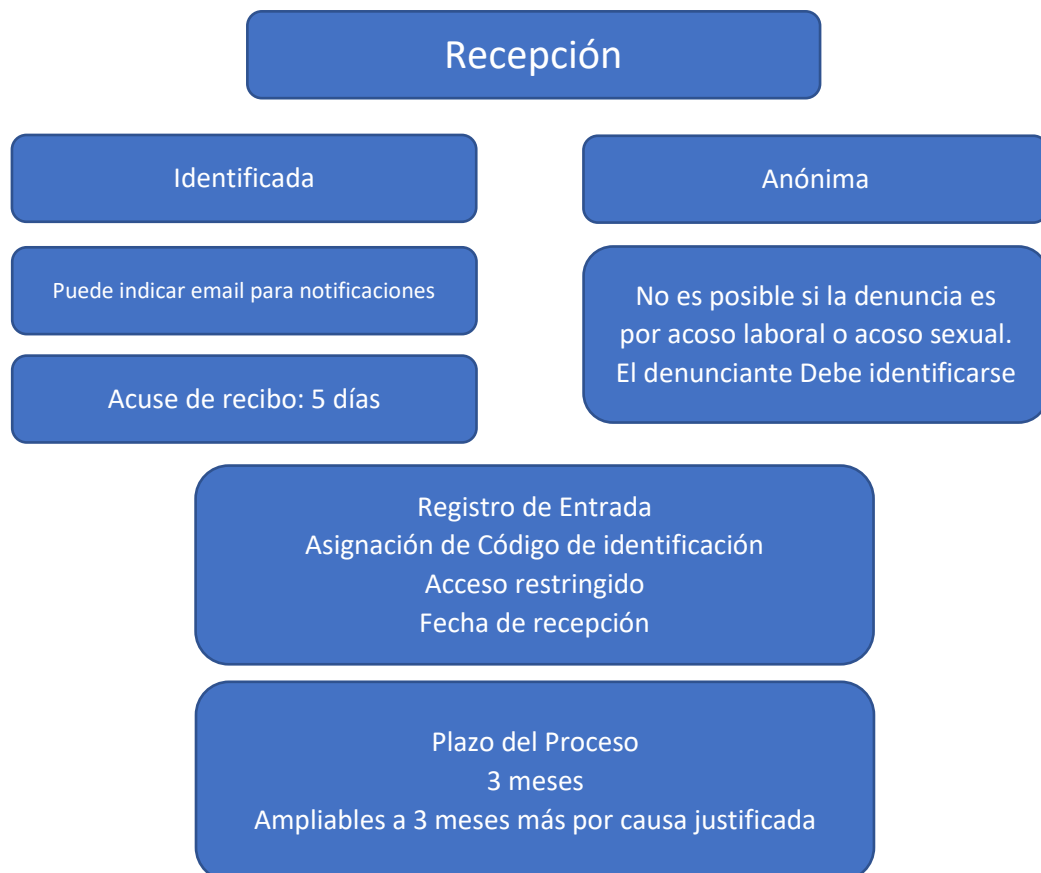 Recepción
Identificada
Puede indicar email para notificaciones
Acuse de recibo: 5 días
Anónima
No es posible si la denuncia es
por acoso laboral o acoso sexual.
El denunciante Debe identificarse
Registro de Entrada
Asignación de Código de identificación
Acceso restringido
Fecha de recepción
Plazo del Proceso
3 meses
Ampliables a 3 meses más por causa justificada